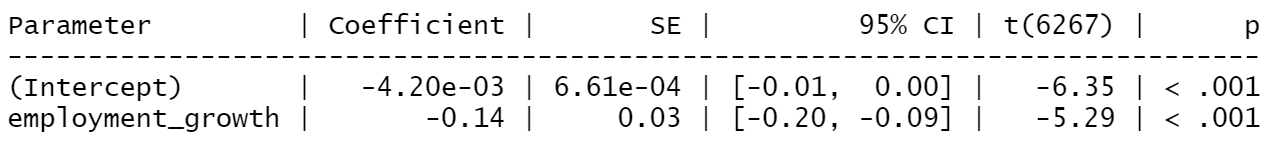 Parameter | Coefficient | SE | 95% CI | t(6267) | p
--------------------------------------------------------------------------------
(Intercept) | -4.20e-03 | 6.61e-04 | [-0.01, 0.00] | -6.35 | < .001
employment_growth | -0.14 | 0.03 | [-0.20, -0.09] | -5.29 | < .001